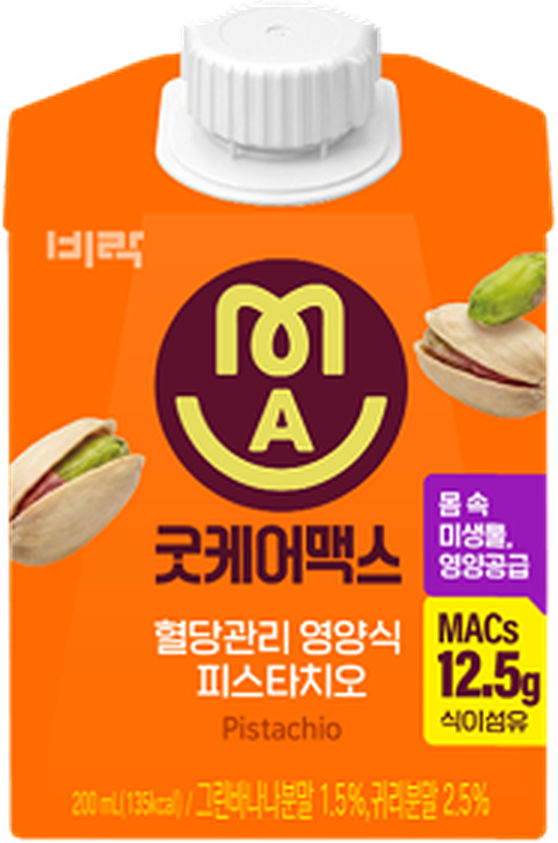 비락
MA
굿케어맥스
몸 속
미생물,
영양공급
혈당관리 영양식
피스타치오
Pistachio
MACs
12.5g
식이섬유
200 mL(135kcal) / 그린바나나분말 1.5%,귀리분말 2.5%